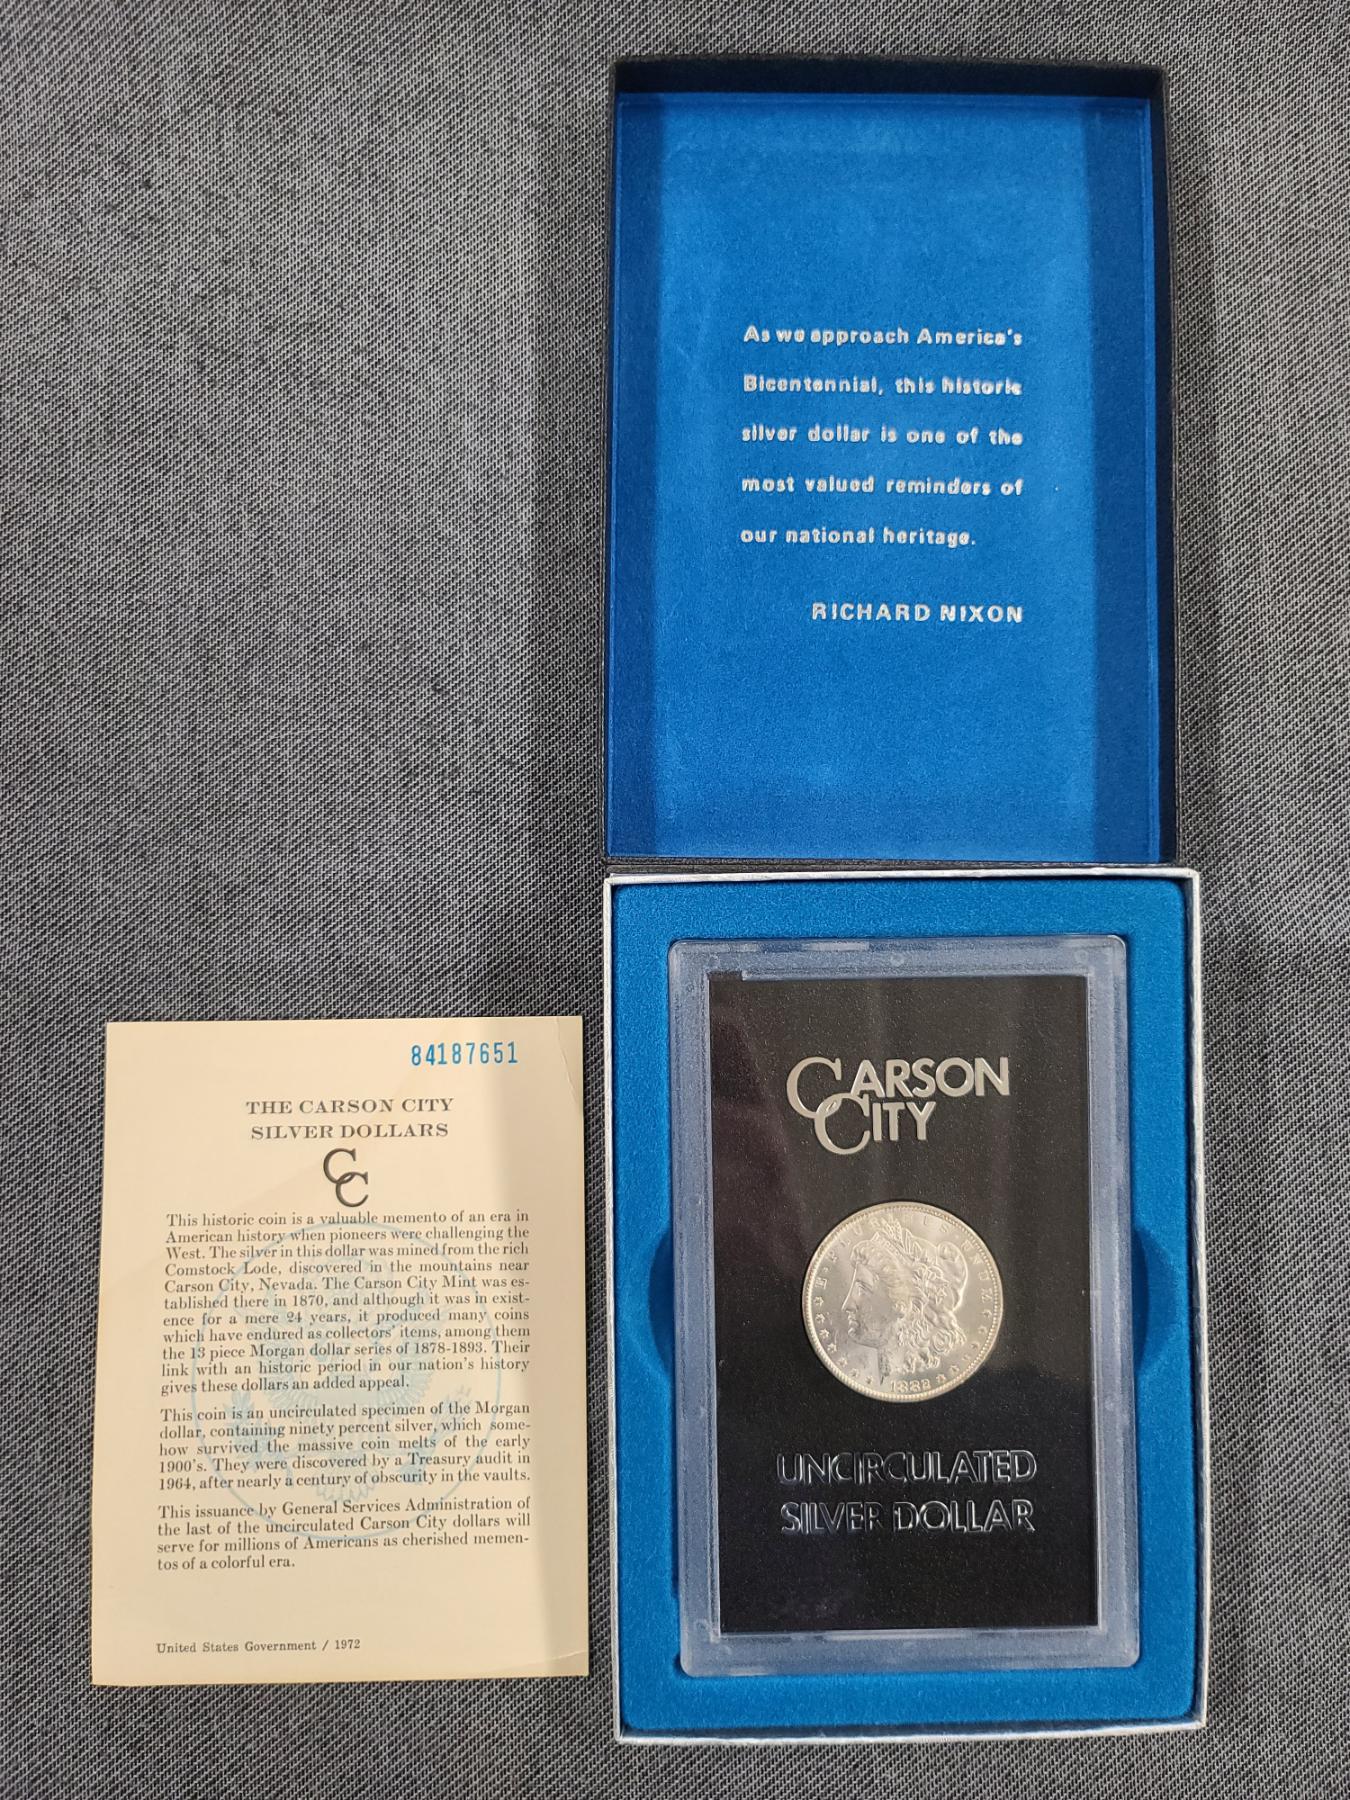 As we approach America's
Bicentennial, this historic
silver dollar is one of the
most valued reminders of
our national heritage.
RICHARD NIXON
84187651
THE CARSON CITY
SILVER DOLLARS
CC
This historic coin is a valuable memento of an era in
American history when pioneers were challenging the
West. The silver in this dollar was mined from the rich
Comstock Lode, discovered in the mountains near
Carson City, Nevada. The Carson City Mint was es-
tablished there in 1870, and although it was in exist-
ence for a mere 24 years, it produced many coins
which have endured as collectors' items, among them
the 13 piece Morgan dollar series of 1878-1893. Their
link with an historic period in our nation's history
gives these dollars an added appeal.
This coin is an uncirculated specimen of the Morgan
dollar, containing ninety percent silver, which some-
how survived the massive coin melts of the early
1900's. They were discovered by a Treasury audit in
1964, after nearly a century of obscurity in the vaults.
This issuance by General Services Administration of
the last of the uncirculated Carson City dollars will
serve for millions of Americans as cherished memen-
tos of a colorful era.
United States Government / 1972
CARSON
CITY
E·PLURIBUS·UNUM
UNCIRCULATED
SILVER DOLLAR